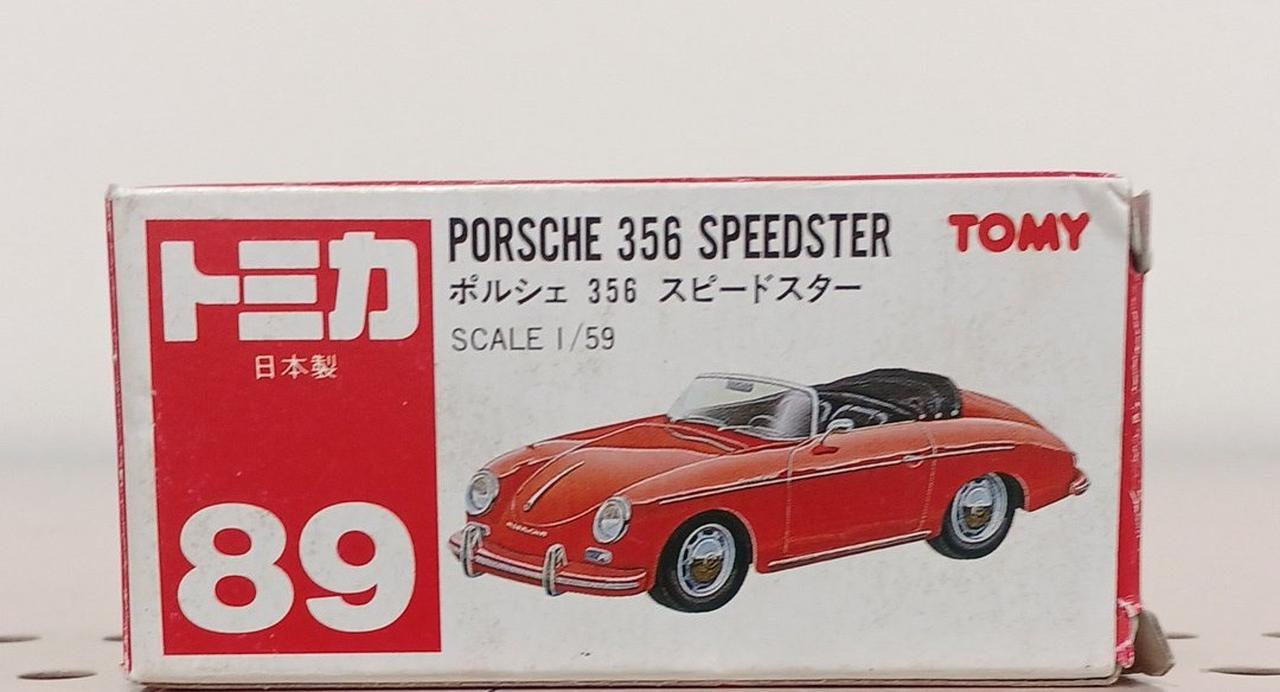 トミカ
日本製
89
PORSCHE 356 SPEEDSTER
ポルシェ 356 スピードスター
SCALE 1/59
TOMY